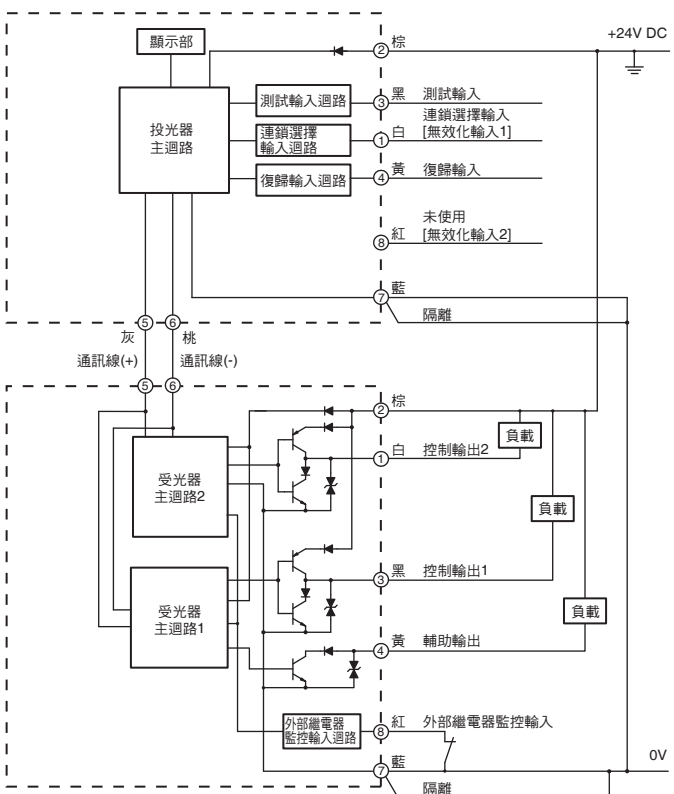 +24V DC
顯示部
② 棕
投光器
主迴路
測試輸入迴路
③ 黑 測試輸入
連鎖選擇
輸入迴路
① 白 連鎖選擇輸入
[無效化輸入1]
復歸輸入迴路
④ 黃 復歸輸入
⑧ 紅 未使用
[無效化輸入2]
⑦ 藍
隔離
⑤ ⑥
灰 桃
通訊線(+) 通訊線(-)
⑤ ⑥
② 棕
負載
① 白 控制輸出2
受光器
主迴路2
負載
③ 黑 控制輸出1
受光器
主迴路1
負載
④ 黃 輔助輸出
外部繼電器
監控輸入迴路
⑧ 紅 外部繼電器監控輸入
0V
⑦ 藍
隔離